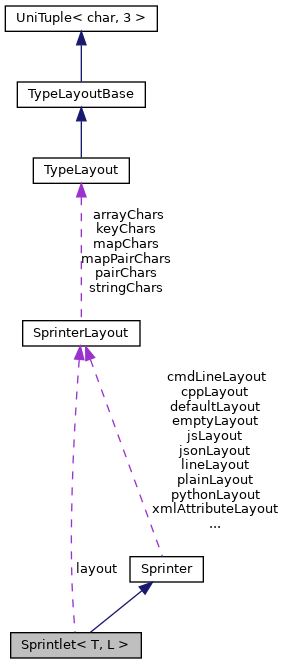 UniTuple< char, 3 >
TypeLayoutBase
TypeLayout
arrayChars
keyChars
mapChars
mapPairChars
pairChars
stringChars
SprinterLayout
cmdLineLayout
cppLayout
defaultLayout
emptyLayout
jsLayout
jsonLayout
lineLayout
plainLayout
pythonLayout
xmlAttributeLayout
...
layout
Sprinter
Sprintlet< T, L >